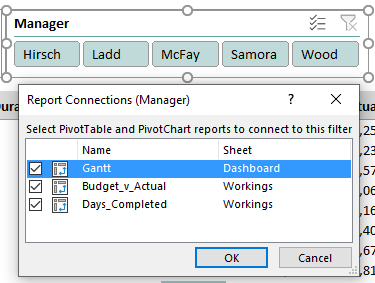 Manager
Hirsch Ladd McFay Samora Wood
Report Connections (Manager) ? ×
Select PivotTable and PivotChart reports to connect to this filter
Name Sheet
Gantt Dashboard
Budget_v_Actual Workings
Days_Completed Workings
OK Cancel